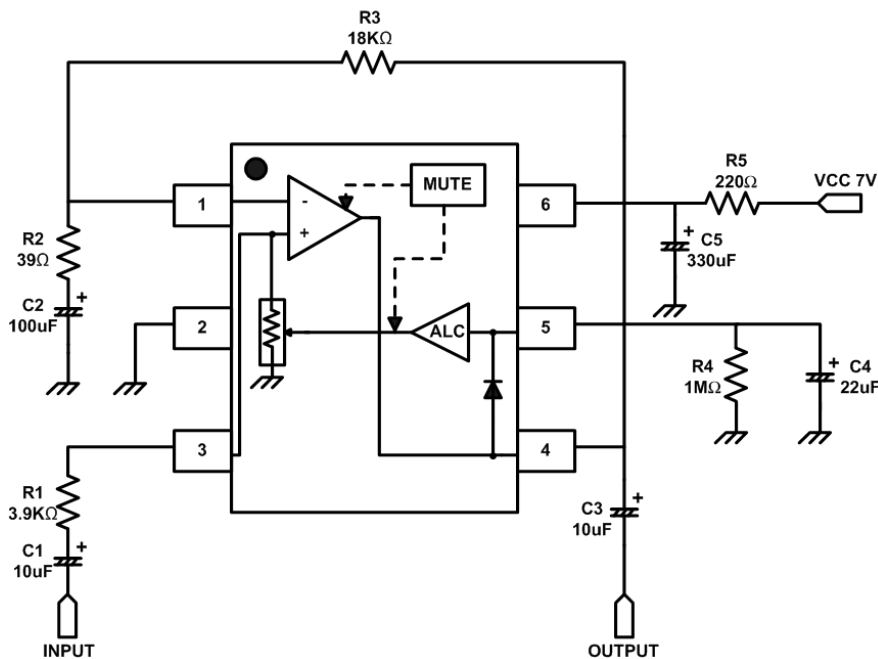 R3
18KΩ
MUTE
R5
220Ω
VCC 7V
1
-
+
6
+
C5
330uF
R2
39Ω
C2
100uF
+
2
ALC
5
R4
1MΩ
+
C4
22uF
3
4
R1
3.9KΩ
C1
10uF
+
C3
10uF
+
INPUT
OUTPUT